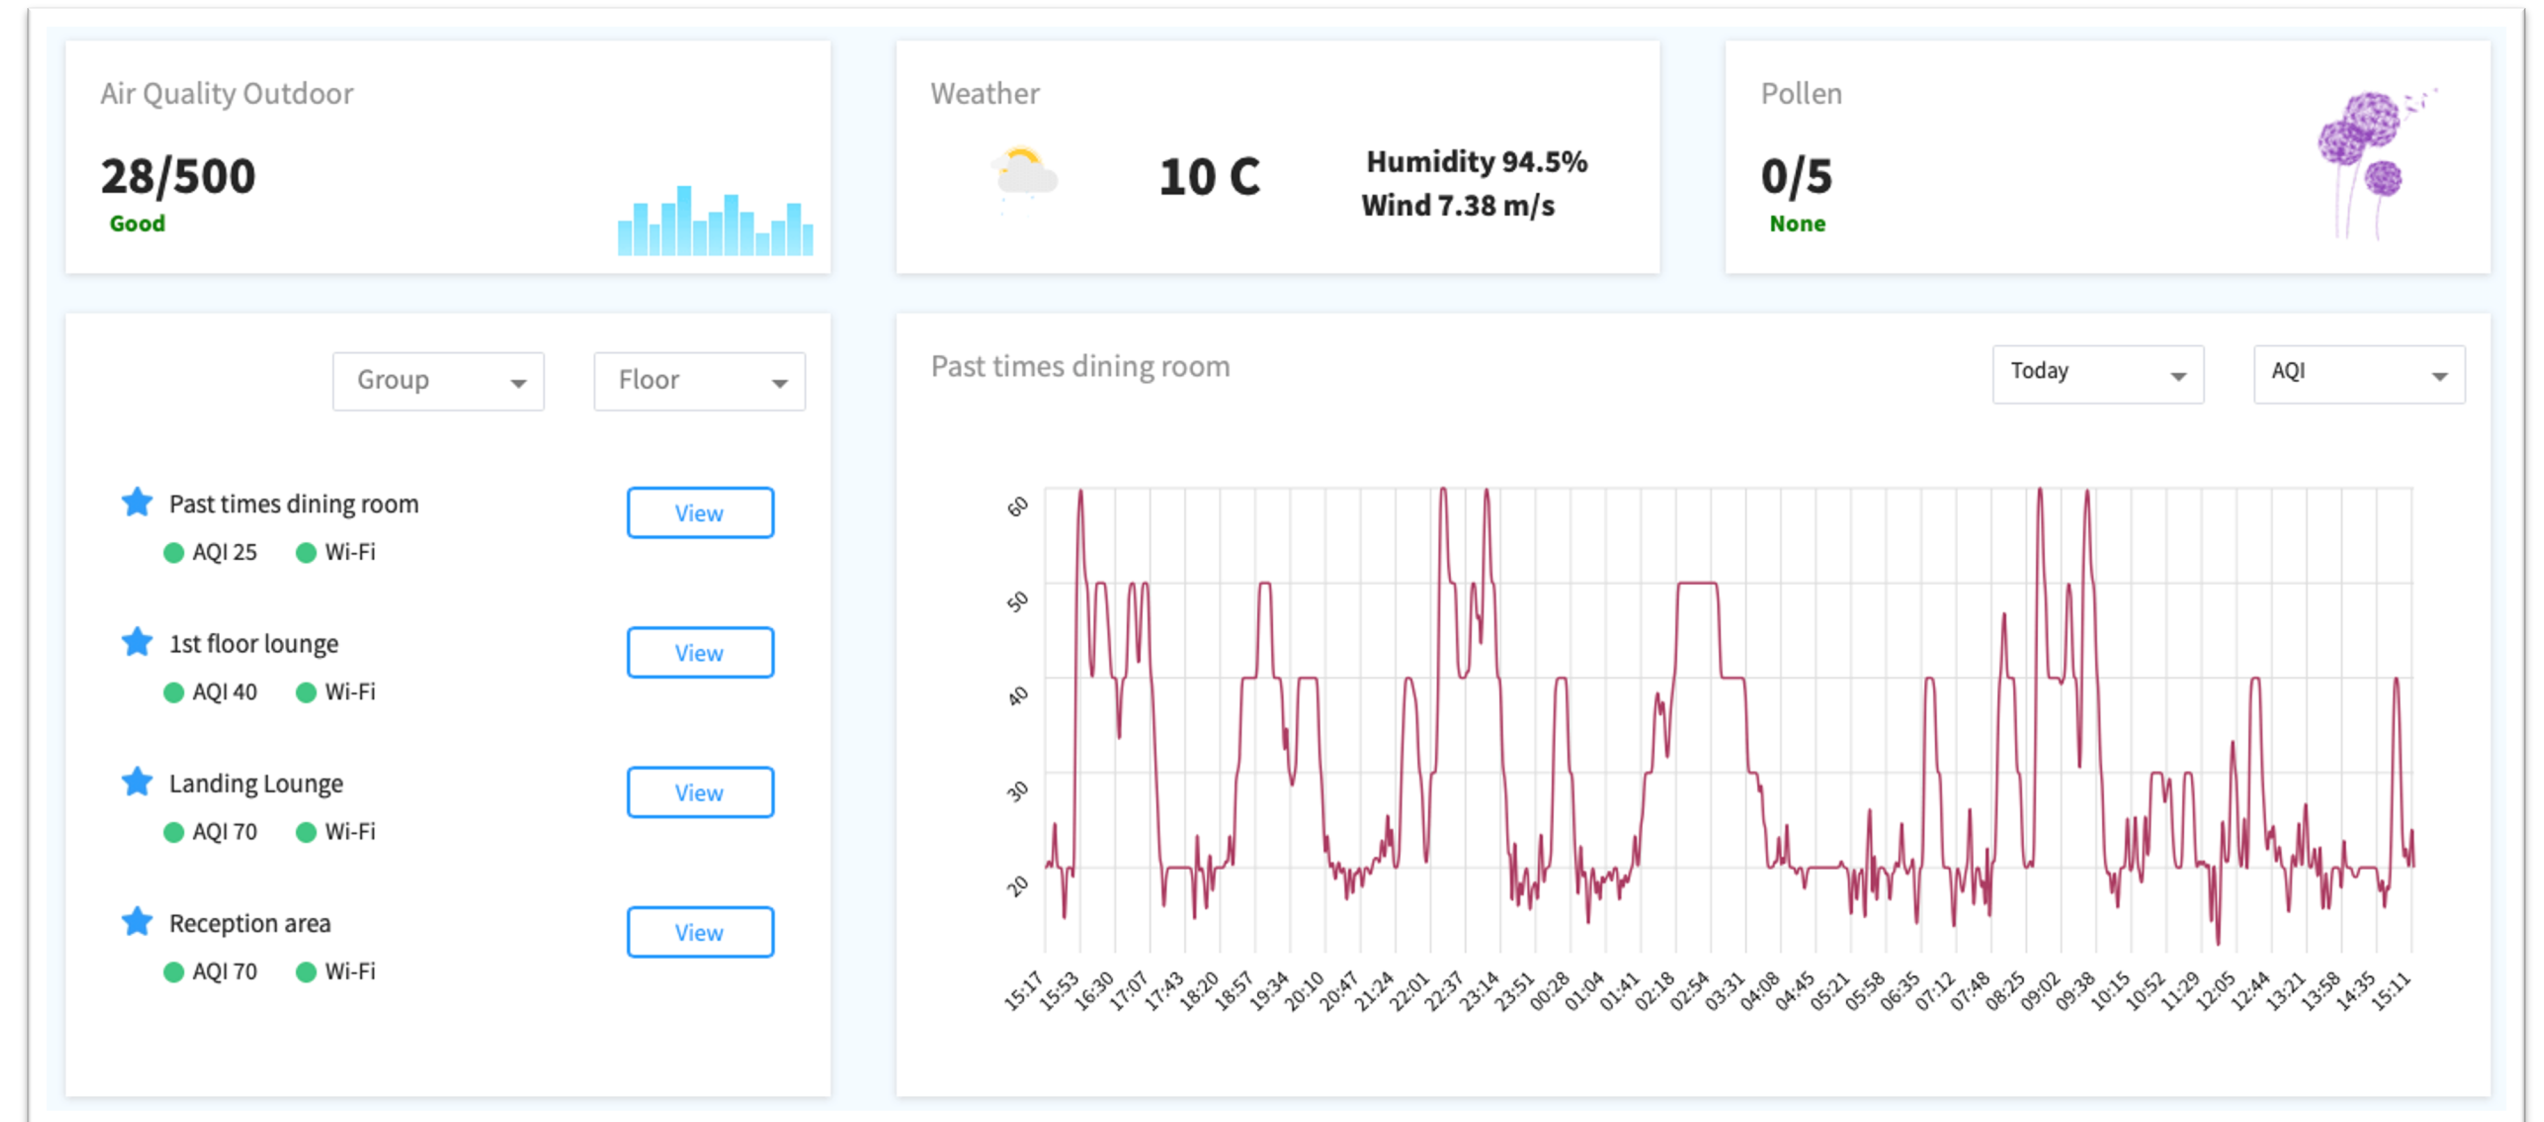 Air Quality Outdoor
28/500
Good
Weather
10 C
Humidity 94.5%
Wind 7.38 m/s
Pollen
0/5
None
Group
Floor
Past times dining room
View
AQI 25
Wi-Fi
1st floor lounge
View
AQI 40
Wi-Fi
Landing Lounge
View
AQI 70
Wi-Fi
Reception area
View
AQI 70
Wi-Fi
Past times dining room
Today
AQI
60
50
40
30
20
15:17
15:53
16:30
17:07
17:43
18:20
18:57
19:34
20:10
20:47
21:24
22:01
22:37
23:14
23:51
00:28
01:04
01:41
02:18
02:54
03:31
04:08
04:45
05:21
05:58
06:35
07:12
07:48
08:25
09:02
09:38
10:15
10:52
11:29
12:05
12:44
13:21
13:58
14:35
15:11